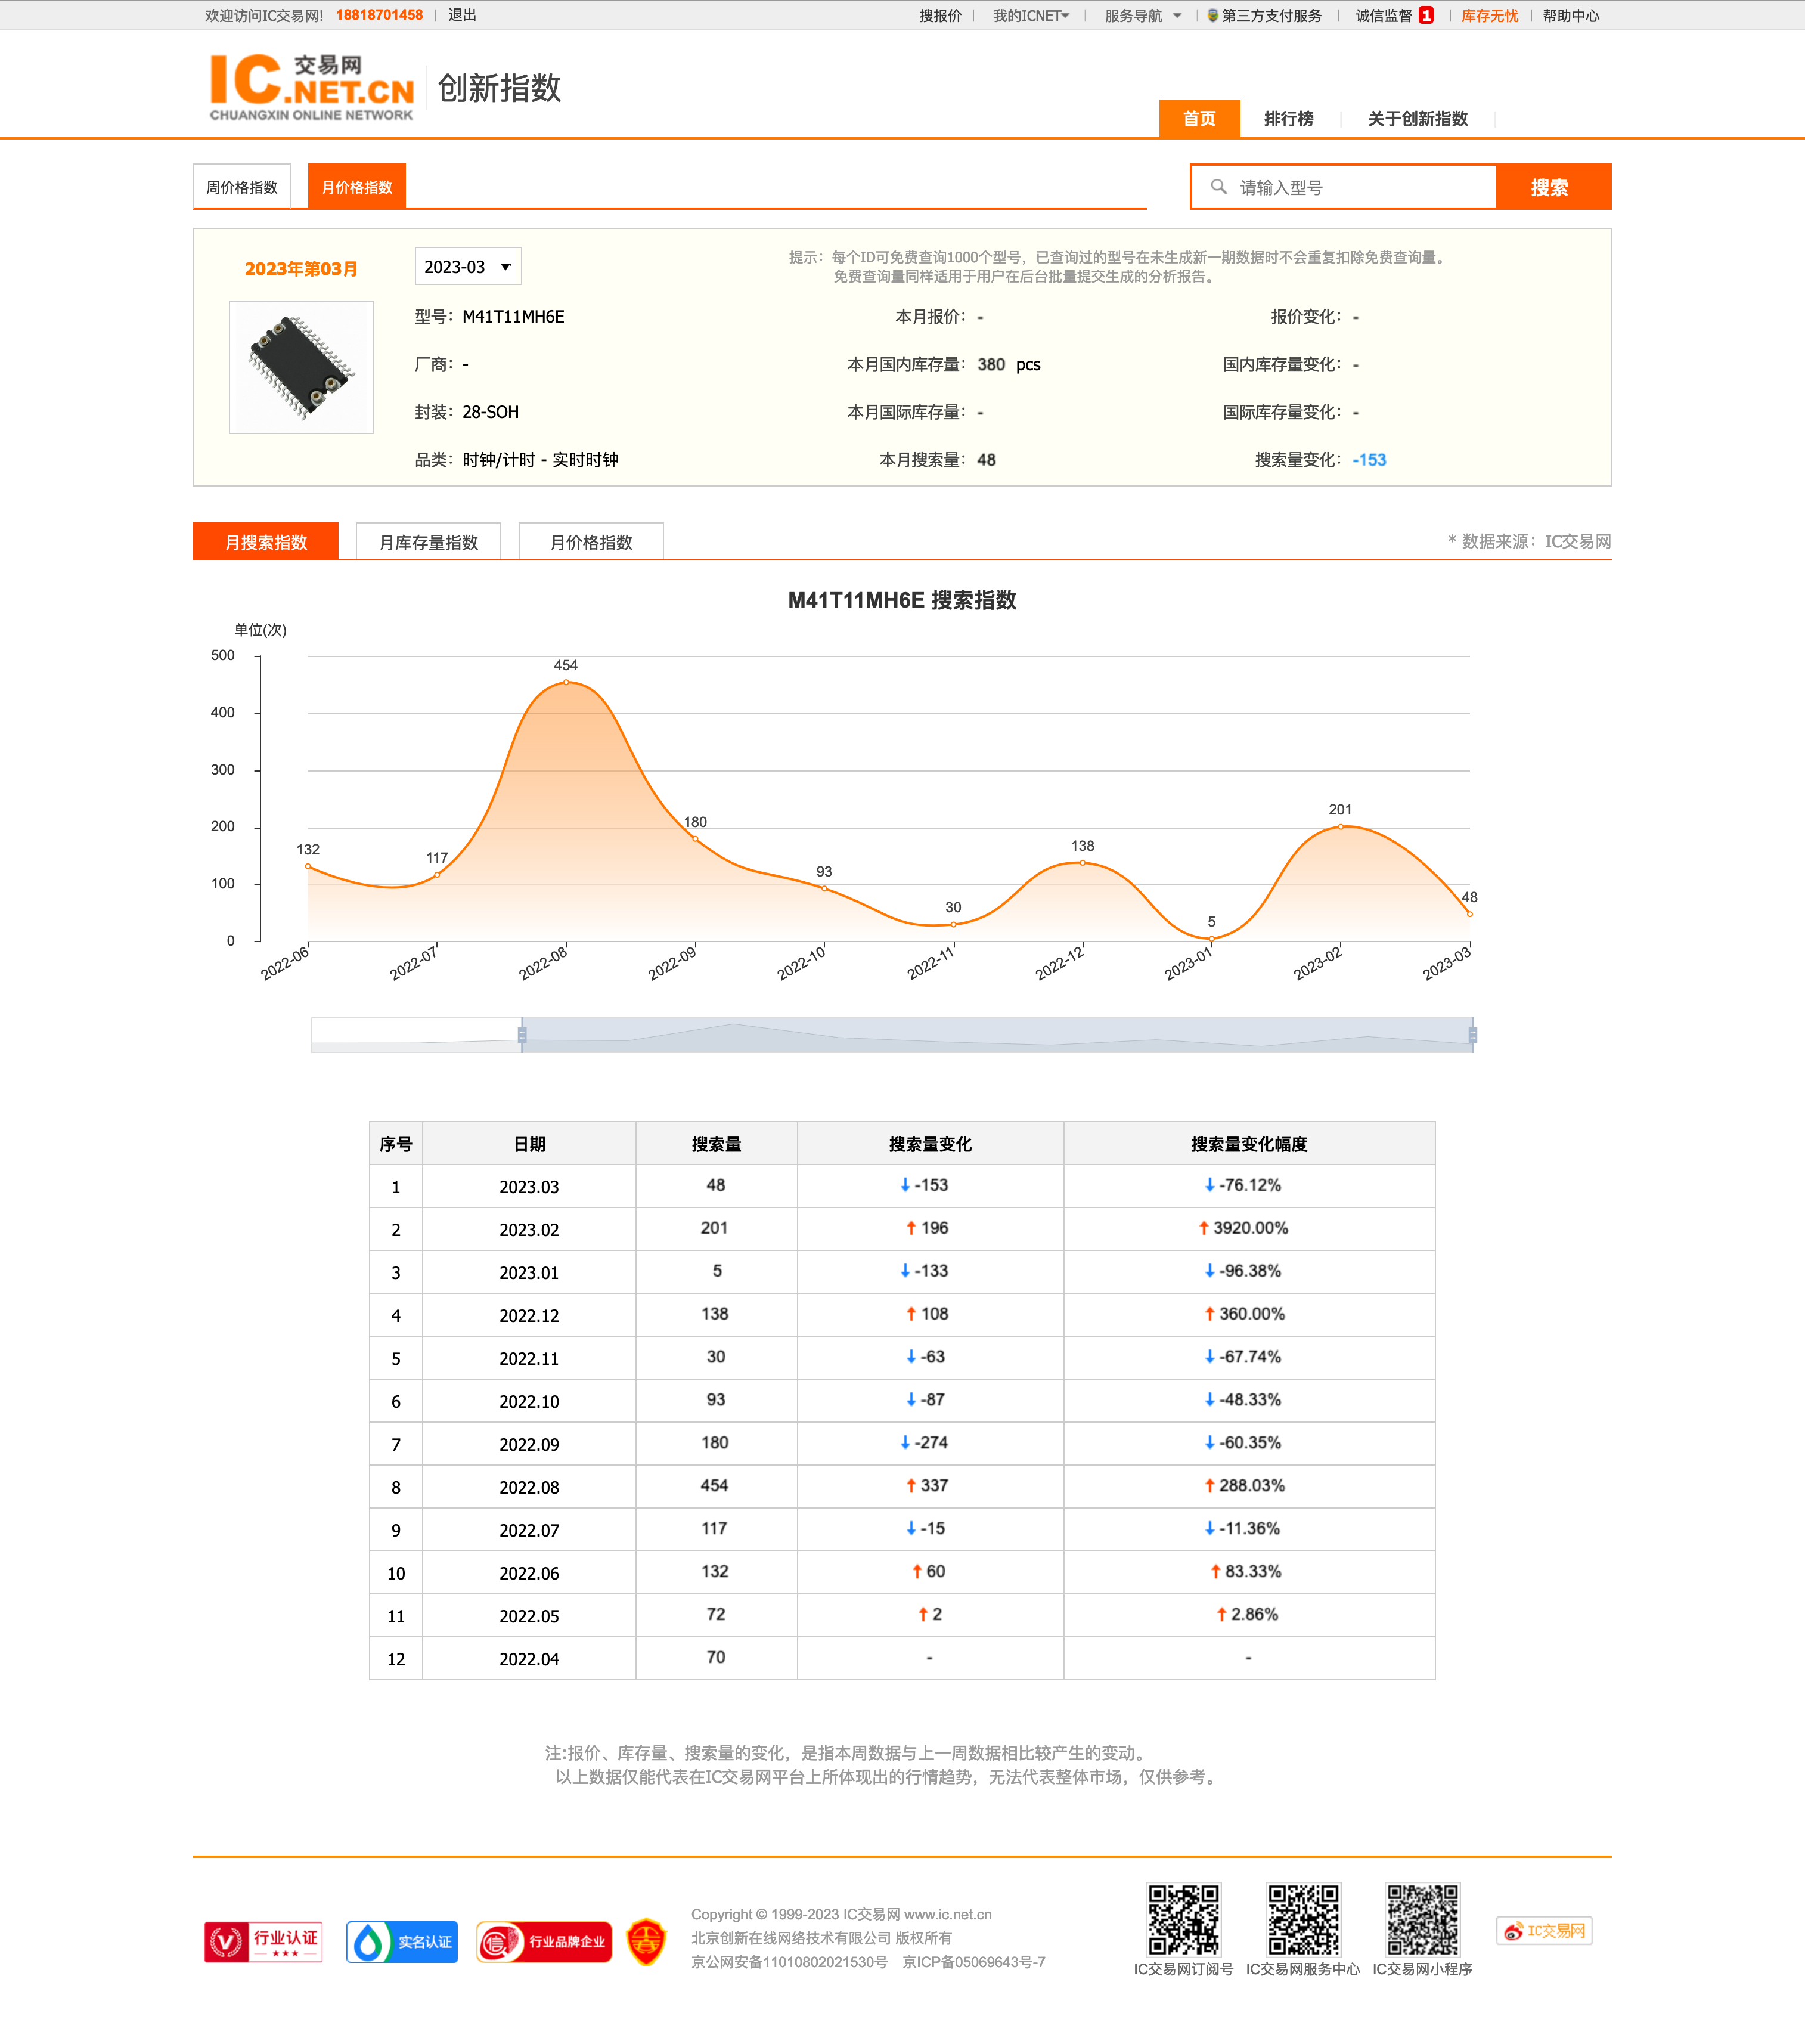 欢迎访问IC交易网! 18818701458 | 退出
搜报价 | 我的ICNET | 服务导航 | 第三方支付服务 | 诚信监督 1 | 库存无忧 | 帮助中心
IC交易网
.NET.CN
CHUANGXIN ONLINE NETWORK
创新指数
首页 排行榜 关于创新指数
周价格指数 月价格指数
请输入型号 搜索
2023年第03月 2023-03
提示：每个ID可免费查询1000个型号，已查询过的型号在未生成新一期数据时不会重复扣除免费查询量。
免费查询量同样适用于用户在后台批量提交生成的分析报告。
型号：M41T11MH6E 本月报价：- 报价变化：-
厂商：- 本月国内库存量：380 pcs 国内库存量变化：-
封装：28-SOH 本月国际库存量：- 国际库存量变化：-
品类：时钟/计时 - 实时时钟 本月搜索量：48 搜索量变化：-153
月搜索指数 月库存量指数 月价格指数
* 数据来源：IC交易网
M41T11MH6E 搜索指数
单位(次)
500
400
300
200
100
0
132 117 454 180 93 30 138 5 201 48
2022-06 2022-07 2022-08 2022-09 2022-10 2022-11 2022-12 2023-01 2023-02 2023-03
序号 日期 搜索量 搜索量变化 搜索量变化幅度
1 2023.03 48 ↓-153 ↓-76.12%
2 2023.02 201 ↑196 ↑3920.00%
3 2023.01 5 ↓-133 ↓-96.38%
4 2022.12 138 ↑108 ↑360.00%
5 2022.11 30 ↓-63 ↓-67.74%
6 2022.10 93 ↓-87 ↓-48.33%
7 2022.09 180 ↓-274 ↓-60.35%
8 2022.08 454 ↑337 ↑288.03%
9 2022.07 117 ↓-15 ↓-11.36%
10 2022.06 132 ↑60 ↑83.33%
11 2022.05 72 ↑2 ↑2.86%
12 2022.04 70 - -
注:报价、库存量、搜索量的变化，是指本周数据与上一周数据相比较产生的变动。
以上数据仅能代表在IC交易网平台上所体现出的行情趋势，无法代表整体市场，仅供参考。
行业认证
实名认证
信 行业品牌企业
Copyright © 1999-2023 IC交易网 www.ic.net.cn
北京创新在线网络技术有限公司 版权所有
京公网安备11010802021530号 京ICP备05069643号-7
IC交易网订阅号 IC交易网服务中心 IC交易网小程序
IC交易网